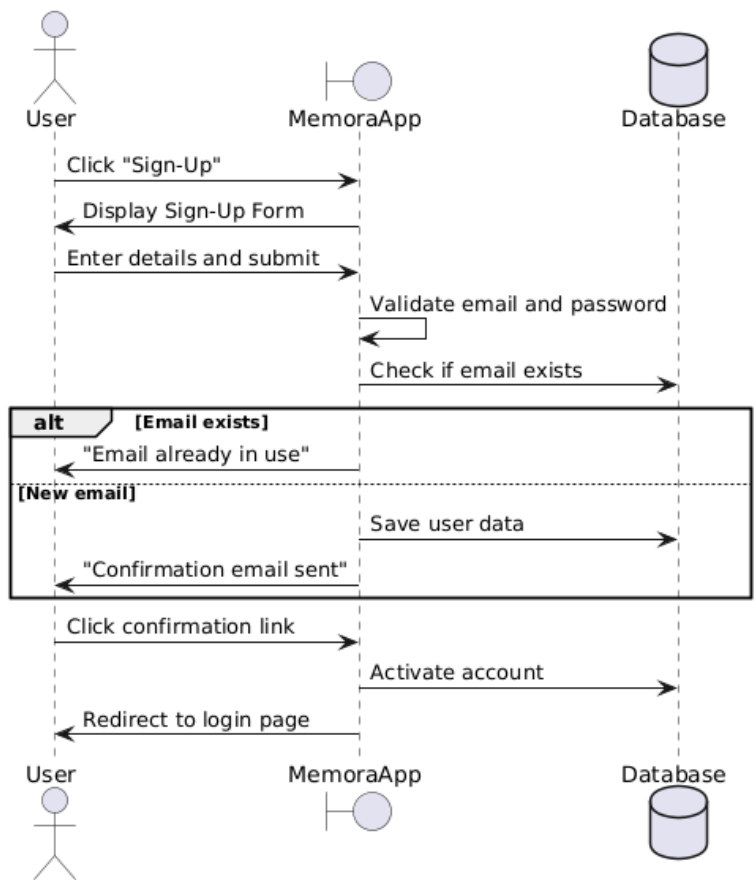 User
MemoraApp
Database
Click "Sign-Up"
Display Sign-Up Form
Enter details and submit
Validate email and password
Check if email exists
alt [Email exists]
"Email already in use"
[New email]
Save user data
"Confirmation email sent"
Click confirmation link
Activate account
Redirect to login page
User
MemoraApp
Database